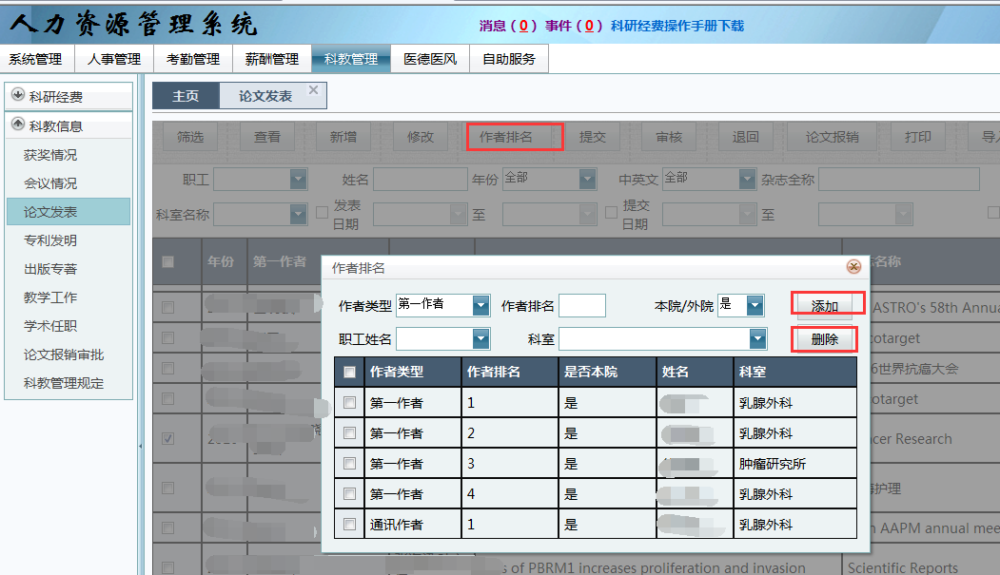 人力资源管理系统
消息（0） 事件（0） 科研经费操作手册下载
系统管理 人事管理 考勤管理 薪酬管理 科教管理 医德医风 自助服务
科研经费
科教信息
获奖情况
会议情况
论文发表
专利发明
出版专著
教学工作
学术任职
论文报销审批
科教管理规定
主页 论文发表
筛选 查看 新增 修改 作者排名 提交 审核 退回 论文报销 打印 导入
职工 姓名 年份 全部 中英文 全部 杂志全称
科室名称 发表日期 至 提交日期 至
年份 第一作者 名称
作者排名
作者类型 第一作者 作者排名 本院/外院 是 添加
职工姓名 科室 删除
作者类型 作者排名 是否本院 姓名 科室
第一作者 1 是 乳腺外科
第一作者 2 是 乳腺外科
第一作者 3 是 肿瘤研究所
第一作者 4 是 乳腺外科
通讯作者 1 是 乳腺外科
ASTRO's 58th Annua
otarget
6世界抗癌大会
otarget
cer Research
护理
AAPM annual mee
s of PBRM1 increases proliferation and invasion Scientific Reports